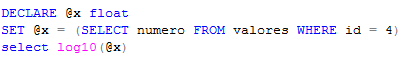 DECLARE @x float
SET @x = (SELECT numero FROM valores WHERE id = 4)
select log10(@x)